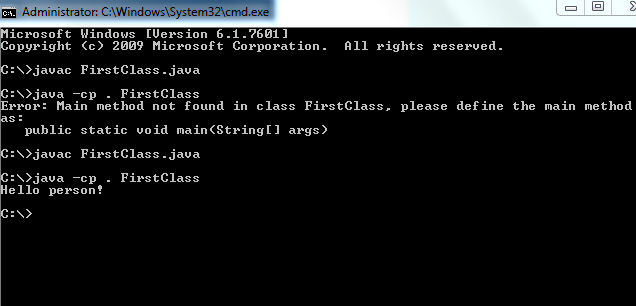 Administrator: C:\Windows\System32\cmd.exe
Microsoft Windows [Version 6.1.7601]
Copyright (c) 2009 Microsoft Corporation.  All rights reserved.
C:\>javac FirstClass.java
C:\>java -cp . FirstClass
Error: Main method not found in class FirstClass, please define the main method
as:
   public static void main(String[] args)
C:\>javac FirstClass.java
C:\>java -cp . FirstClass
Hello person!
C:\>